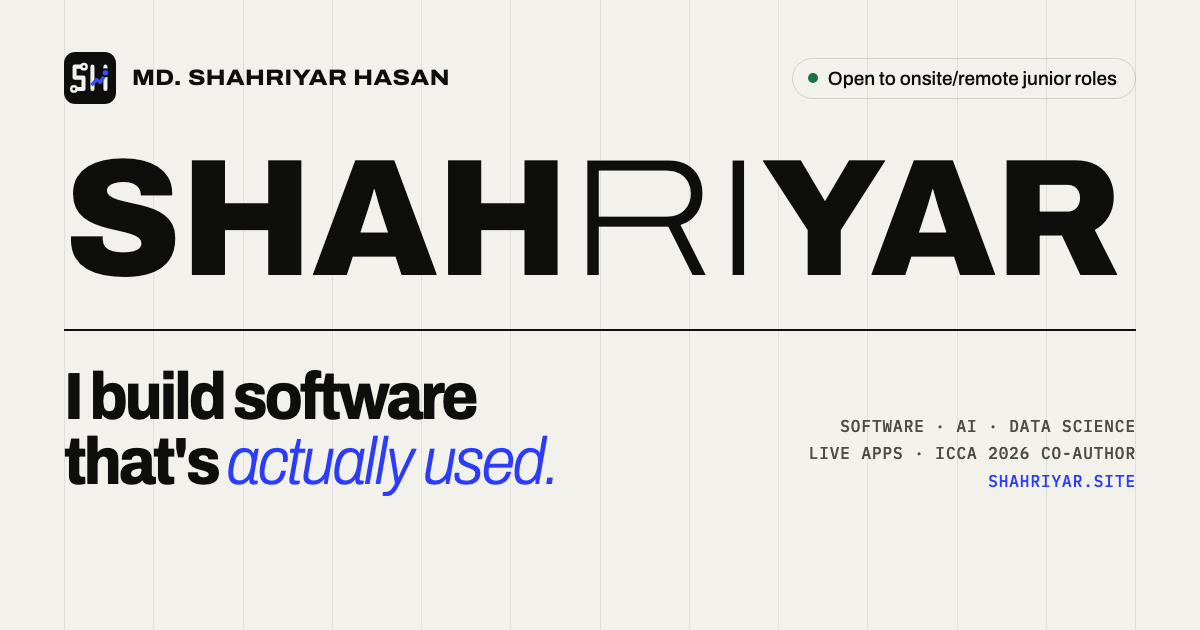 SH
MD. SHAHRIYAR HASAN
Open to onsite/remote junior roles
SHAHRIYAR
I build software
that's actually used.
SOFTWARE · AI · DATA SCIENCE
LIVE APPS · ICCA 2026 CO-AUTHOR
SHAHRIYAR.SITE